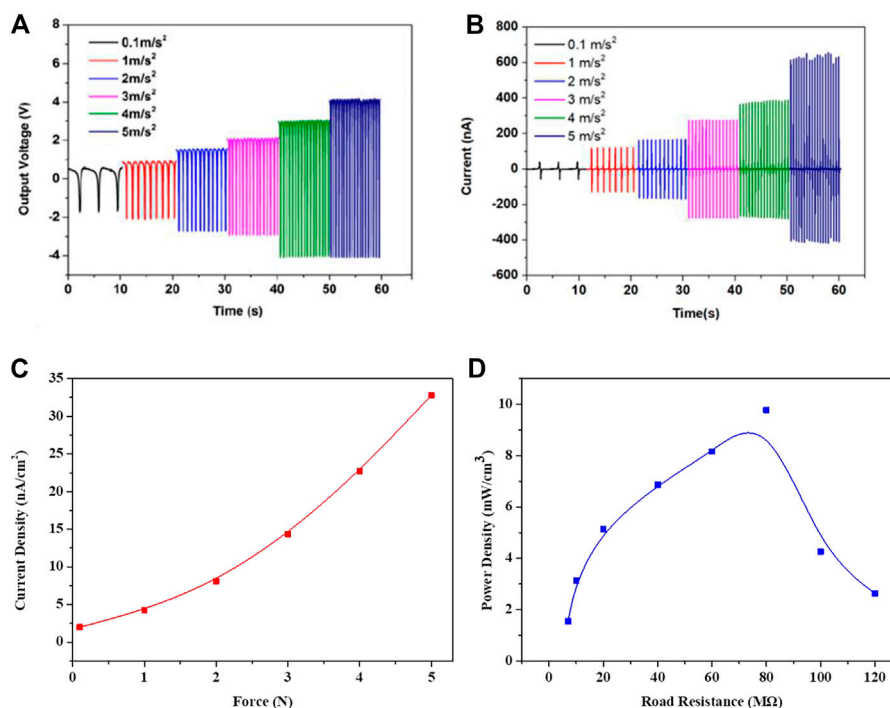 A
0.1m/s²
1m/s²
2m/s²
3m/s²
4m/s²
5m/s²
Output Voltage (V)
8
6
4
2
0
-2
-4
0 10 20 30 40 50 60
Time (s)
B
0.1 m/s²
1 m/s²
2 m/s²
3 m/s²
4 m/s²
5 m/s²
Current (nA)
800
600
400
200
0
-200
-400
-600
0 10 20 30 40 50 60
Time(s)
C
Current Density (nA/cm²)
35
30
25
20
15
10
5
0
0 1 2 3 4 5
Force (N)
D
Power Density (mW/cm³)
10
8
6
4
2
0
0 20 40 60 80 100 120
Road Resistance (MΩ)